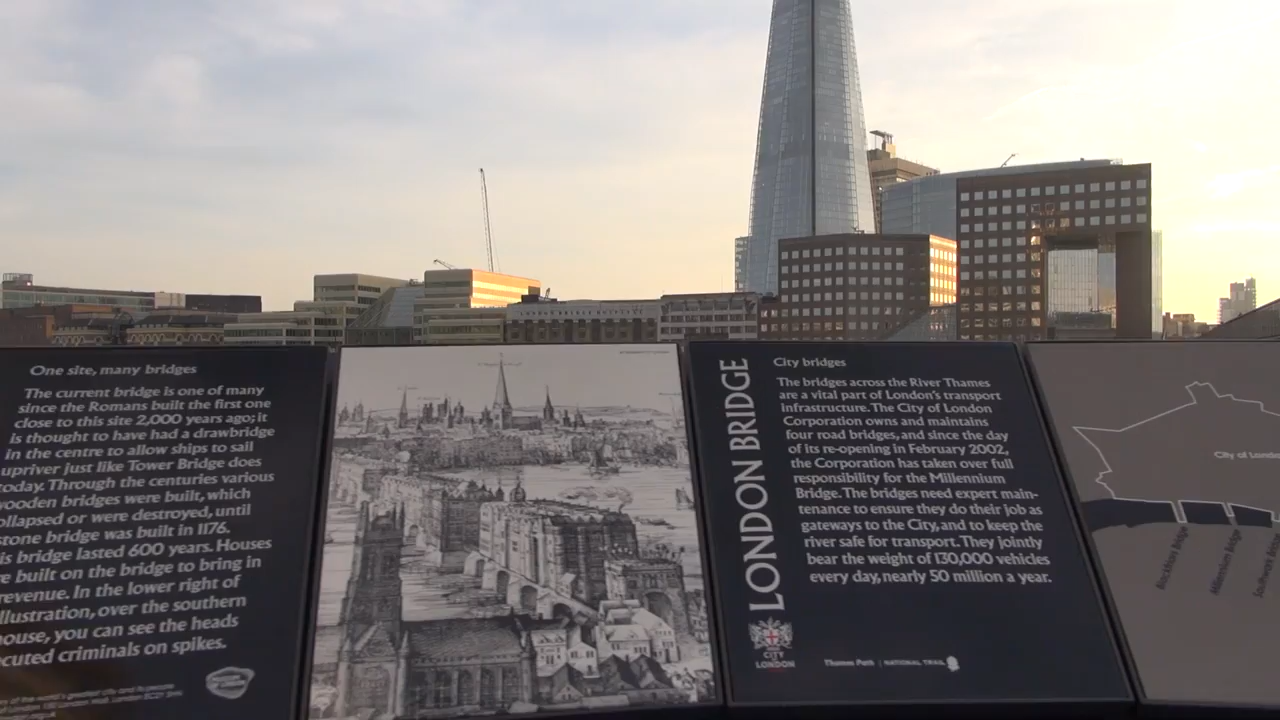 One site, many bridges
The current bridge is one of many
since the Romans built the first one
close to this site 2,000 years ago; it
is thought to have had a drawbridge
in the centre to allow ships to sail
upriver just like Tower Bridge does
today. Through the centuries various
wooden bridges were built, which
ollapsed or were destroyed, until
stone bridge was built in 1176.
is bridge lasted 600 years. Houses
re built on the bridge to bring in
revenue. In the lower right of
illustration, over the southern
house, you can see the heads
cuted criminals on spikes.
LONDON BRIDGE
City bridges
The bridges across the River Thames
are a vital part of London's transport
Infrastructure. The City of London
Corporation owns and maintains
four road bridges, and since the day
of its re-opening in February 2002,
the Corporation has taken over full
responsibility for the Millennium
Bridge. The bridges need expert main-
tenance to ensure they do their job as
gateways to the City, and to keep the
river safe for transport. They jointly
bear the weight of 130,000 vehicles
every day, nearly 50 million a year.
CITY
LONDON
Thames Path | NATIONAL TRAIL
City of Londo
Blackfriars Bridge
Millennium Bridge
Southwark Bridge